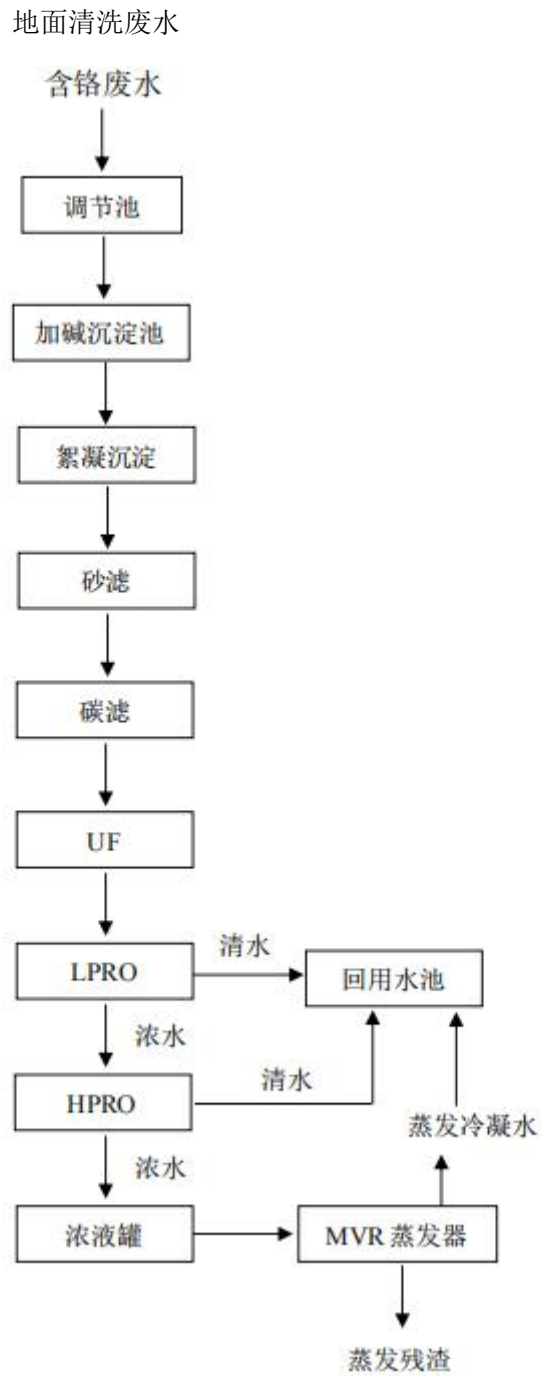 地面清洗废水
含铬废水
调节池
加碱沉淀池
絮凝沉淀
砂滤
碳滤
UF
LPRO
清水
回用水池
浓水
HPRO
清水
蒸发冷凝水
浓水
浓液罐
MVR 蒸发器
蒸发残渣